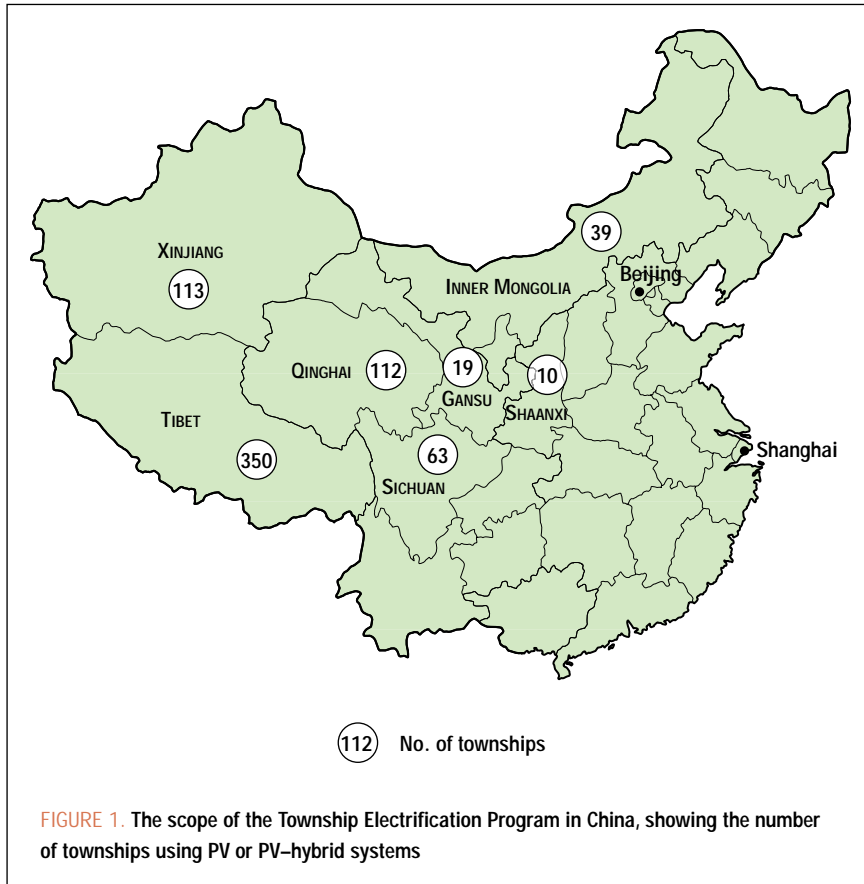 39
XINJIANG
Beijing
113
INNER MONGOLIA
QINGHAI
112
19
10
GANSU
SHAANXI
TIBET
350
63
Shanghai
SICHUAN
112 No. of townships
FIGURE 1. The scope of the Township Electrification Program in China, showing the number
of townships using PV or PV–hybrid systems